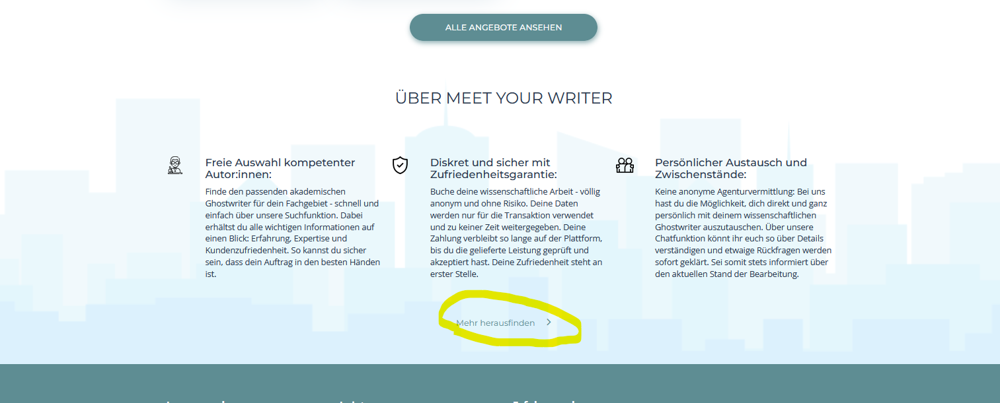 ALLE ANGEBOTE ANSEHEN
ÜBER MEET YOUR WRITER
Freie Auswahl kompetenter
Autor:innen:
Finde den passenden akademischen
Ghostwriter für dein Fachgebiet - schnell und
einfach über unsere Suchfunktion. Dabei
erhältst du alle wichtigen Informationen auf
einen Blick: Erfahrung, Expertise und
Kundenzufriedenheit. So kannst du sicher
sein, dass dein Auftrag in den besten Händen
ist.
Diskret und sicher mit
Zufriedenheitsgarantie:
Buche deine wissenschaftliche Arbeit - völlig
anonym und ohne Risiko. Deine Daten
werden nur für die Transaktion verwendet
und zu keiner Zeit weitergegeben. Deine
Zahlung verbleibt so lange auf der Plattform,
bis du die gelieferte Leistung geprüft und
akzeptiert hast. Deine Zufriedenheit steht an
erster Stelle.
Persönlicher Austausch und
Zwischenstände:
Keine anonyme Agenturvermittlung: Bei uns
hast du die Möglichkeit, dich direkt und ganz
persönlich mit deinem wissenschaftlichen
Ghostwriter auszutauschen. Über unsere
Chatfunktion könnt ihr euch so über Details
verständigen und etwaige Rückfragen werden
sofort geklärt. Sei somit stets informiert über
den aktuellen Stand der Bearbeitung.
Mehr herausfinden